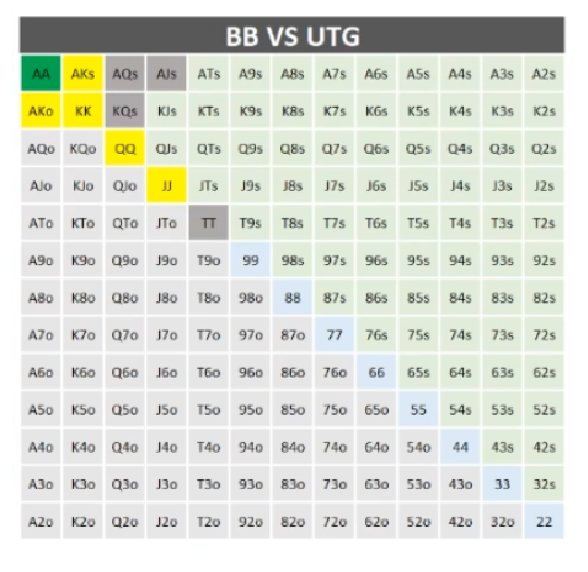 BB VS UTG
AA AKs AQs AJs ATs A9s A8s A7s A6s A5s A4s A3s A2s
AKo KK KQs KJs KTs K9s K8s K7s K6s K5s K4s K3s K2s
AQo KQo QQ QJs QTs Q9s Q8s Q7s Q6s Q5s Q4s Q3s Q2s
AJo KJo QJo JJ JTs J9s J8s J7s J6s J5s J4s J3s J2s
ATo KTo QTo JTo TT T9s T8s T7s T6s T5s T4s T3s T2s
A9o K9o Q9o J9o T9o 99 98s 97s 96s 95s 94s 93s 92s
A8o K8o Q8o J8o T8o 98o 88 87s 86s 85s 84s 83s 82s
A7o K7o Q7o J7o T7o 97o 87o 77 76s 75s 74s 73s 72s
A6o K6o Q6o J6o T6o 96o 86o 76o 66 65s 64s 63s 62s
A5o K5o Q5o J5o T5o 95o 85o 75o 65o 55 54s 53s 52s
A4o K4o Q4o J4o T4o 94o 84o 74o 64o 54o 44 43s 42s
A3o K3o Q3o J3o T3o 93o 83o 73o 63o 53o 43o 33 32s
A2o K2o Q2o J2o T2o 92o 82o 72o 62o 52o 42o 32o 22